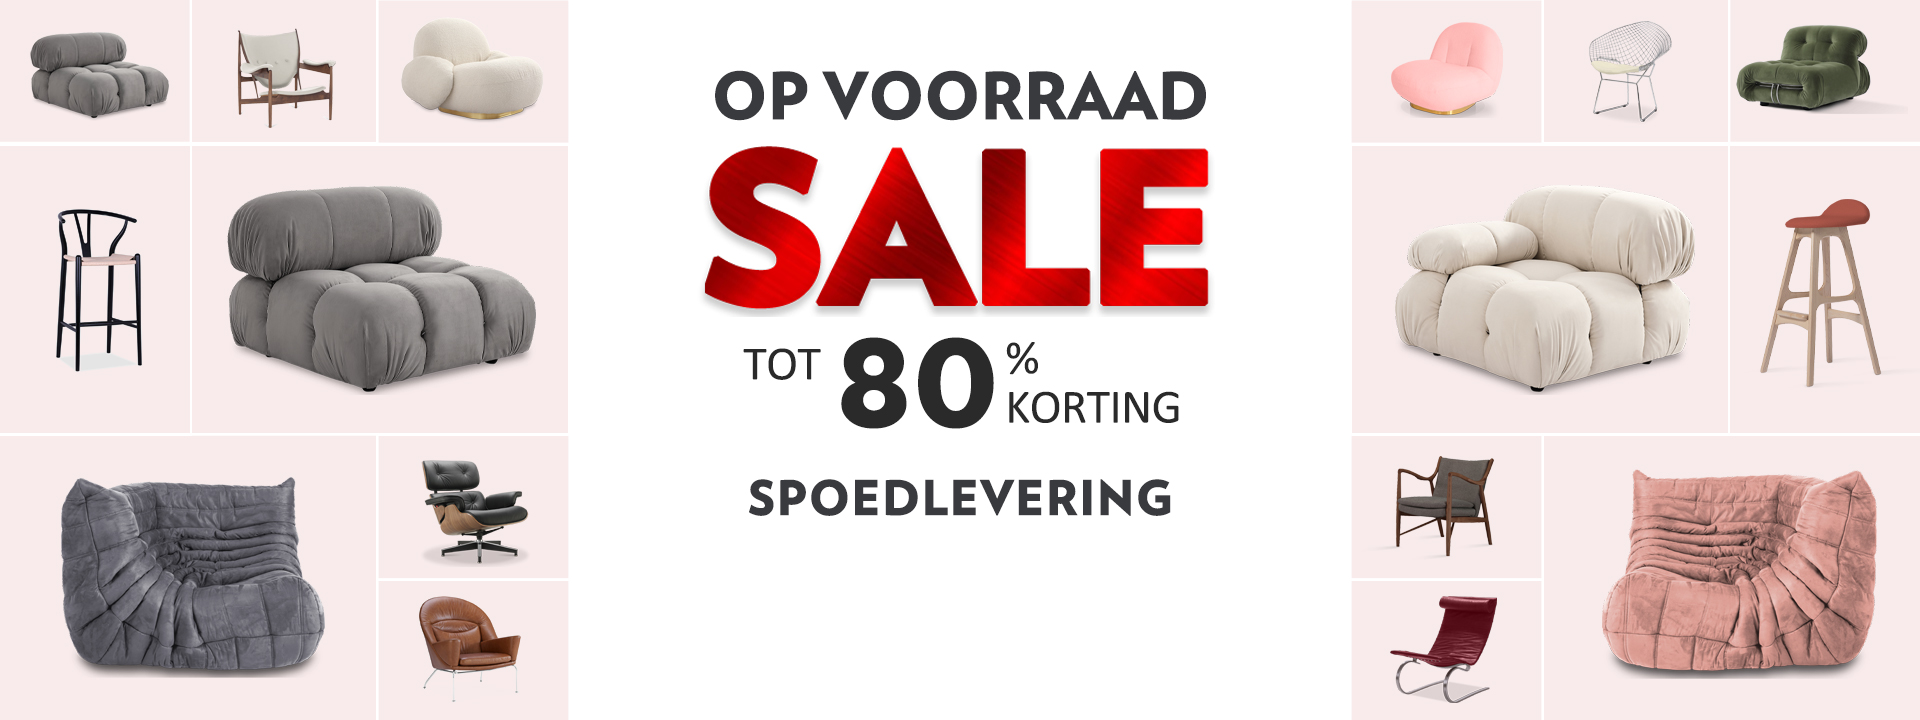 OP VOORRAAD
SALE
TOT 80 % KORTING
SPOEDLEVERING